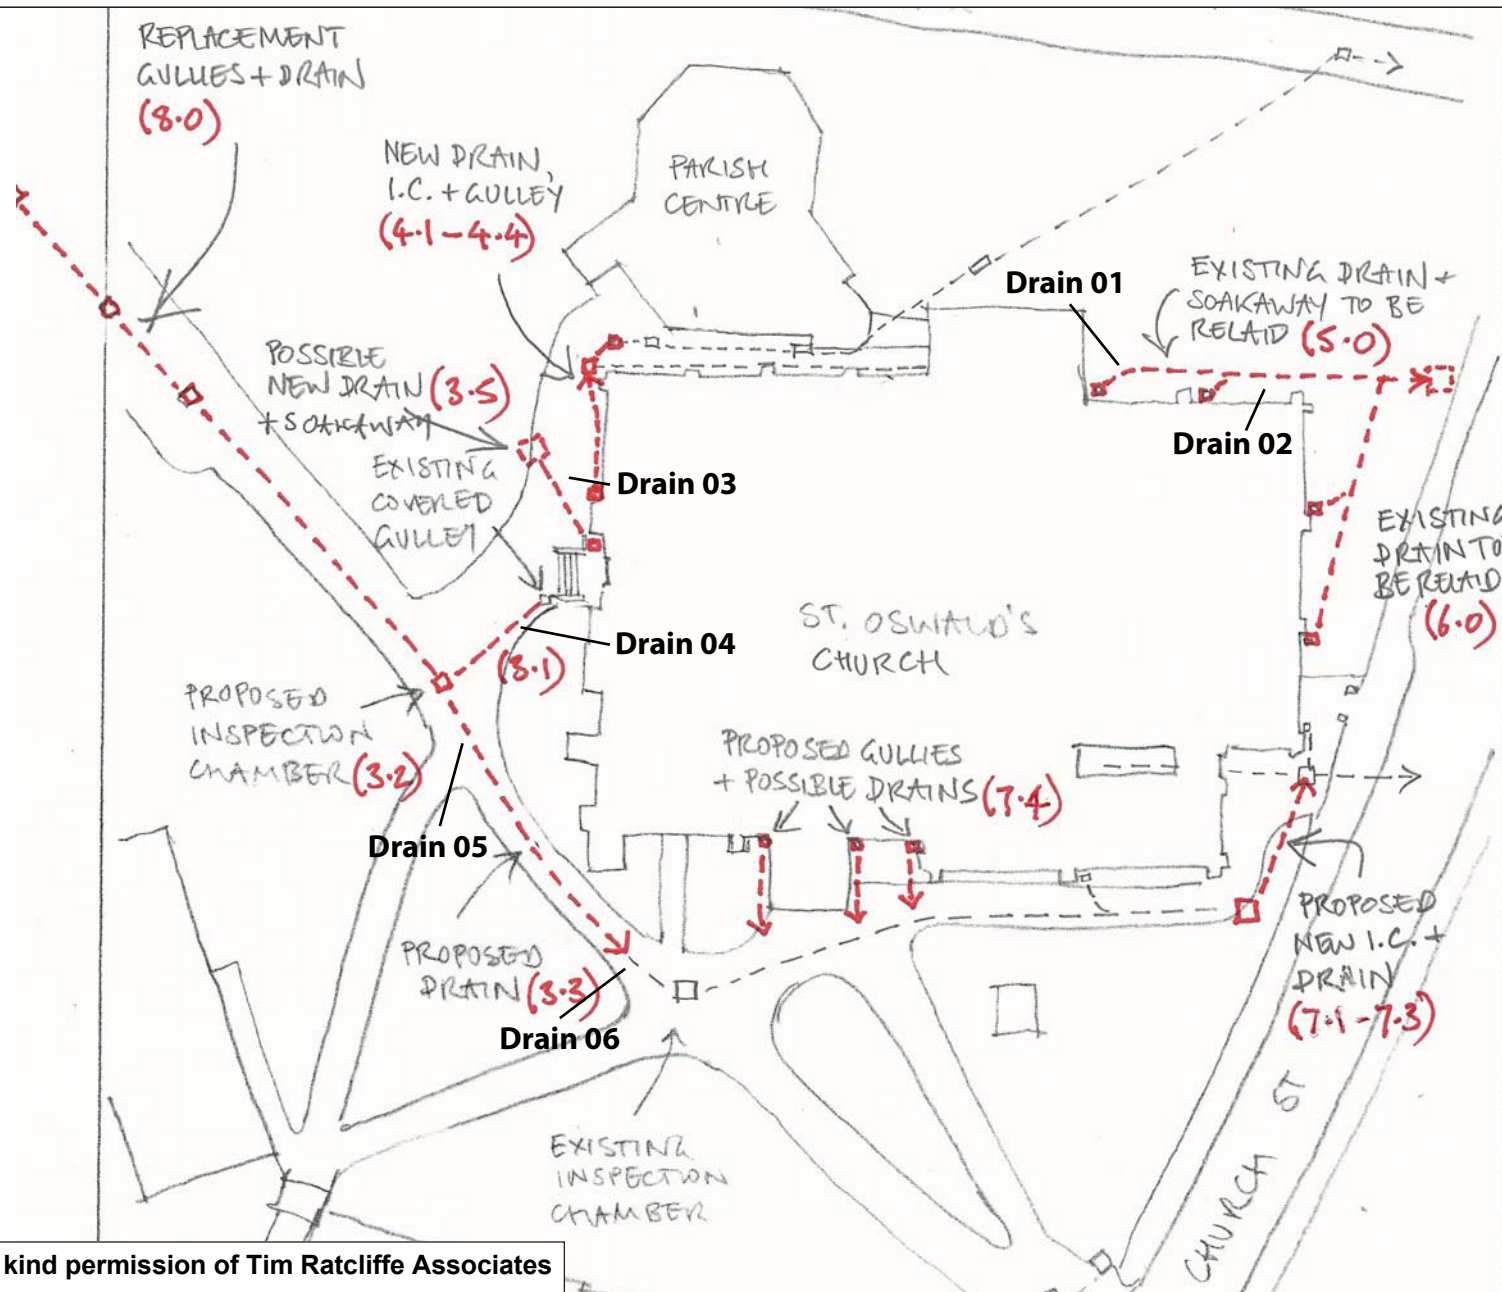 REPLACEMENT
GULLIES + DRAIN
(8.0)
NEW DRAIN,
I.C. + GULLEY
(4.1 - 4.4)
PARISH
CENTRE
Drain 01
EXISTING DRAIN +
SOAKAWAY TO BE
RELAID (5.0)
POSSIBLE
NEW DRAIN (3.5)
+ SOAKAWAY
Drain 02
EXISTING
COVERED
GULLEY
Drain 03
EXISTING
DRAIN TO
BE RELAID
(6.0)
ST. OSWALD'S
CHURCH
Drain 04
(3.1)
PROPOSED
INSPECTION
CHAMBER (3.2)
PROPOSED GULLIES
+ POSSIBLE DRAINS (7.4)
Drain 05
PROPOSED
DRAIN (3.3)
Drain 06
PROPOSED
NEW I.C. +
DRAIN
(7.1 - 7.3)
EXISTING
INSPECTION
CHAMBER
CHURCH ST
kind permission of Tim Ratcliffe Associates